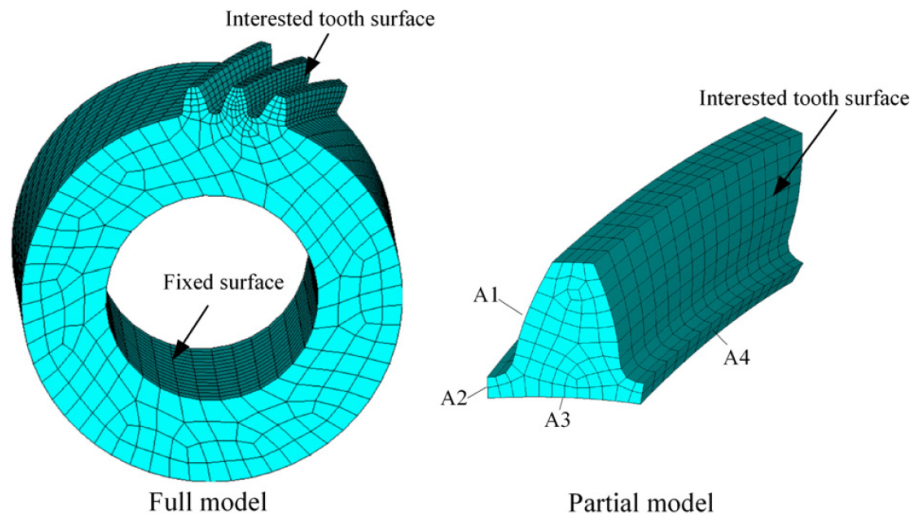 Interested tooth surface
Fixed surface
Full model
Interested tooth surface
A1
A2
A3
A4
Partial model